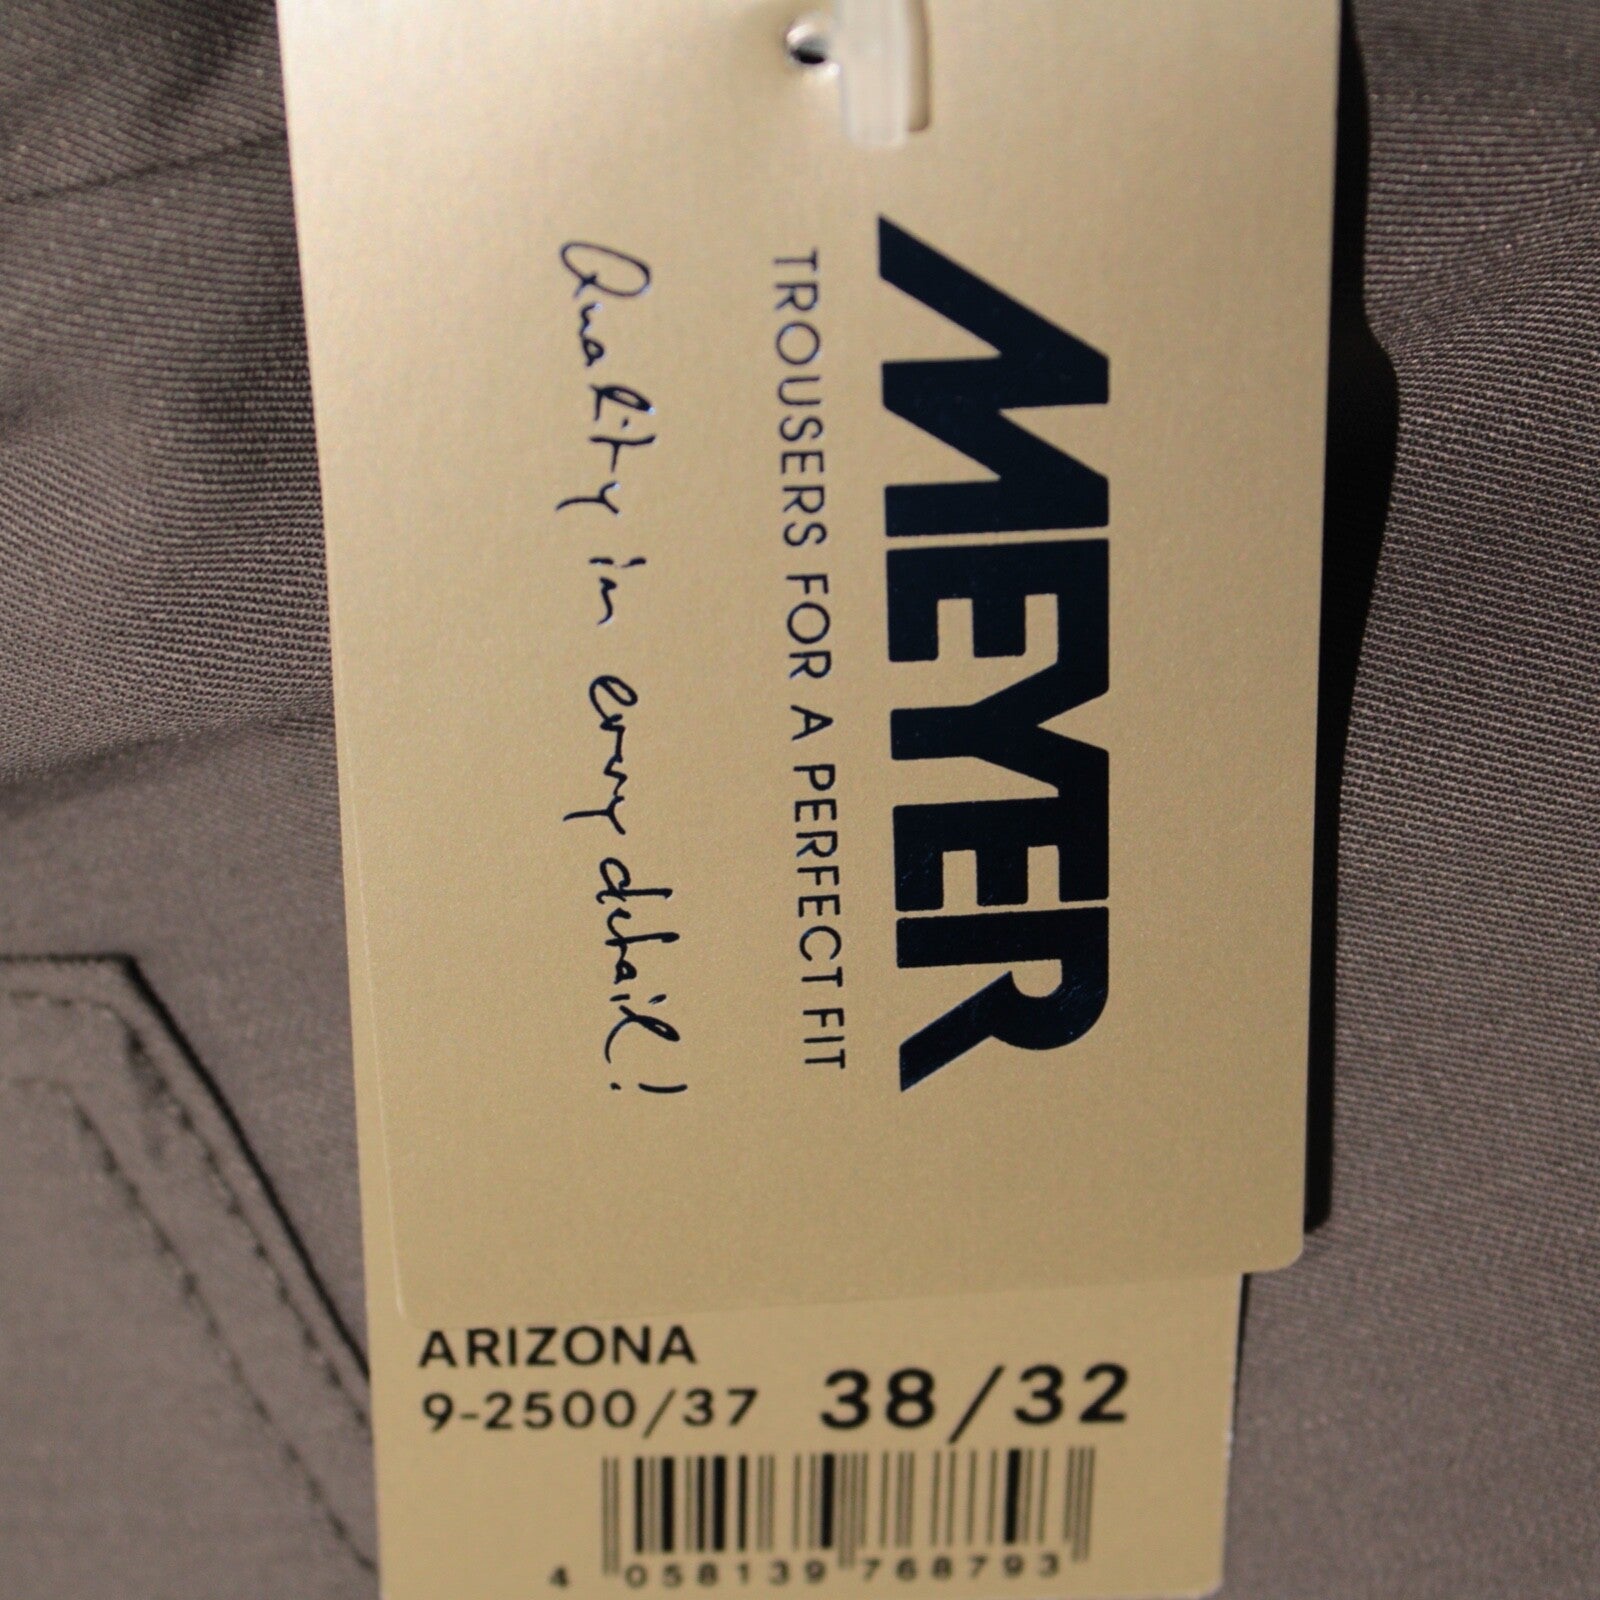 MEYER
TROUSERS FOR A PERFECT FIT
Quality in every detail!
ARIZONA
9-2500/37 38/32
4 058139 768793